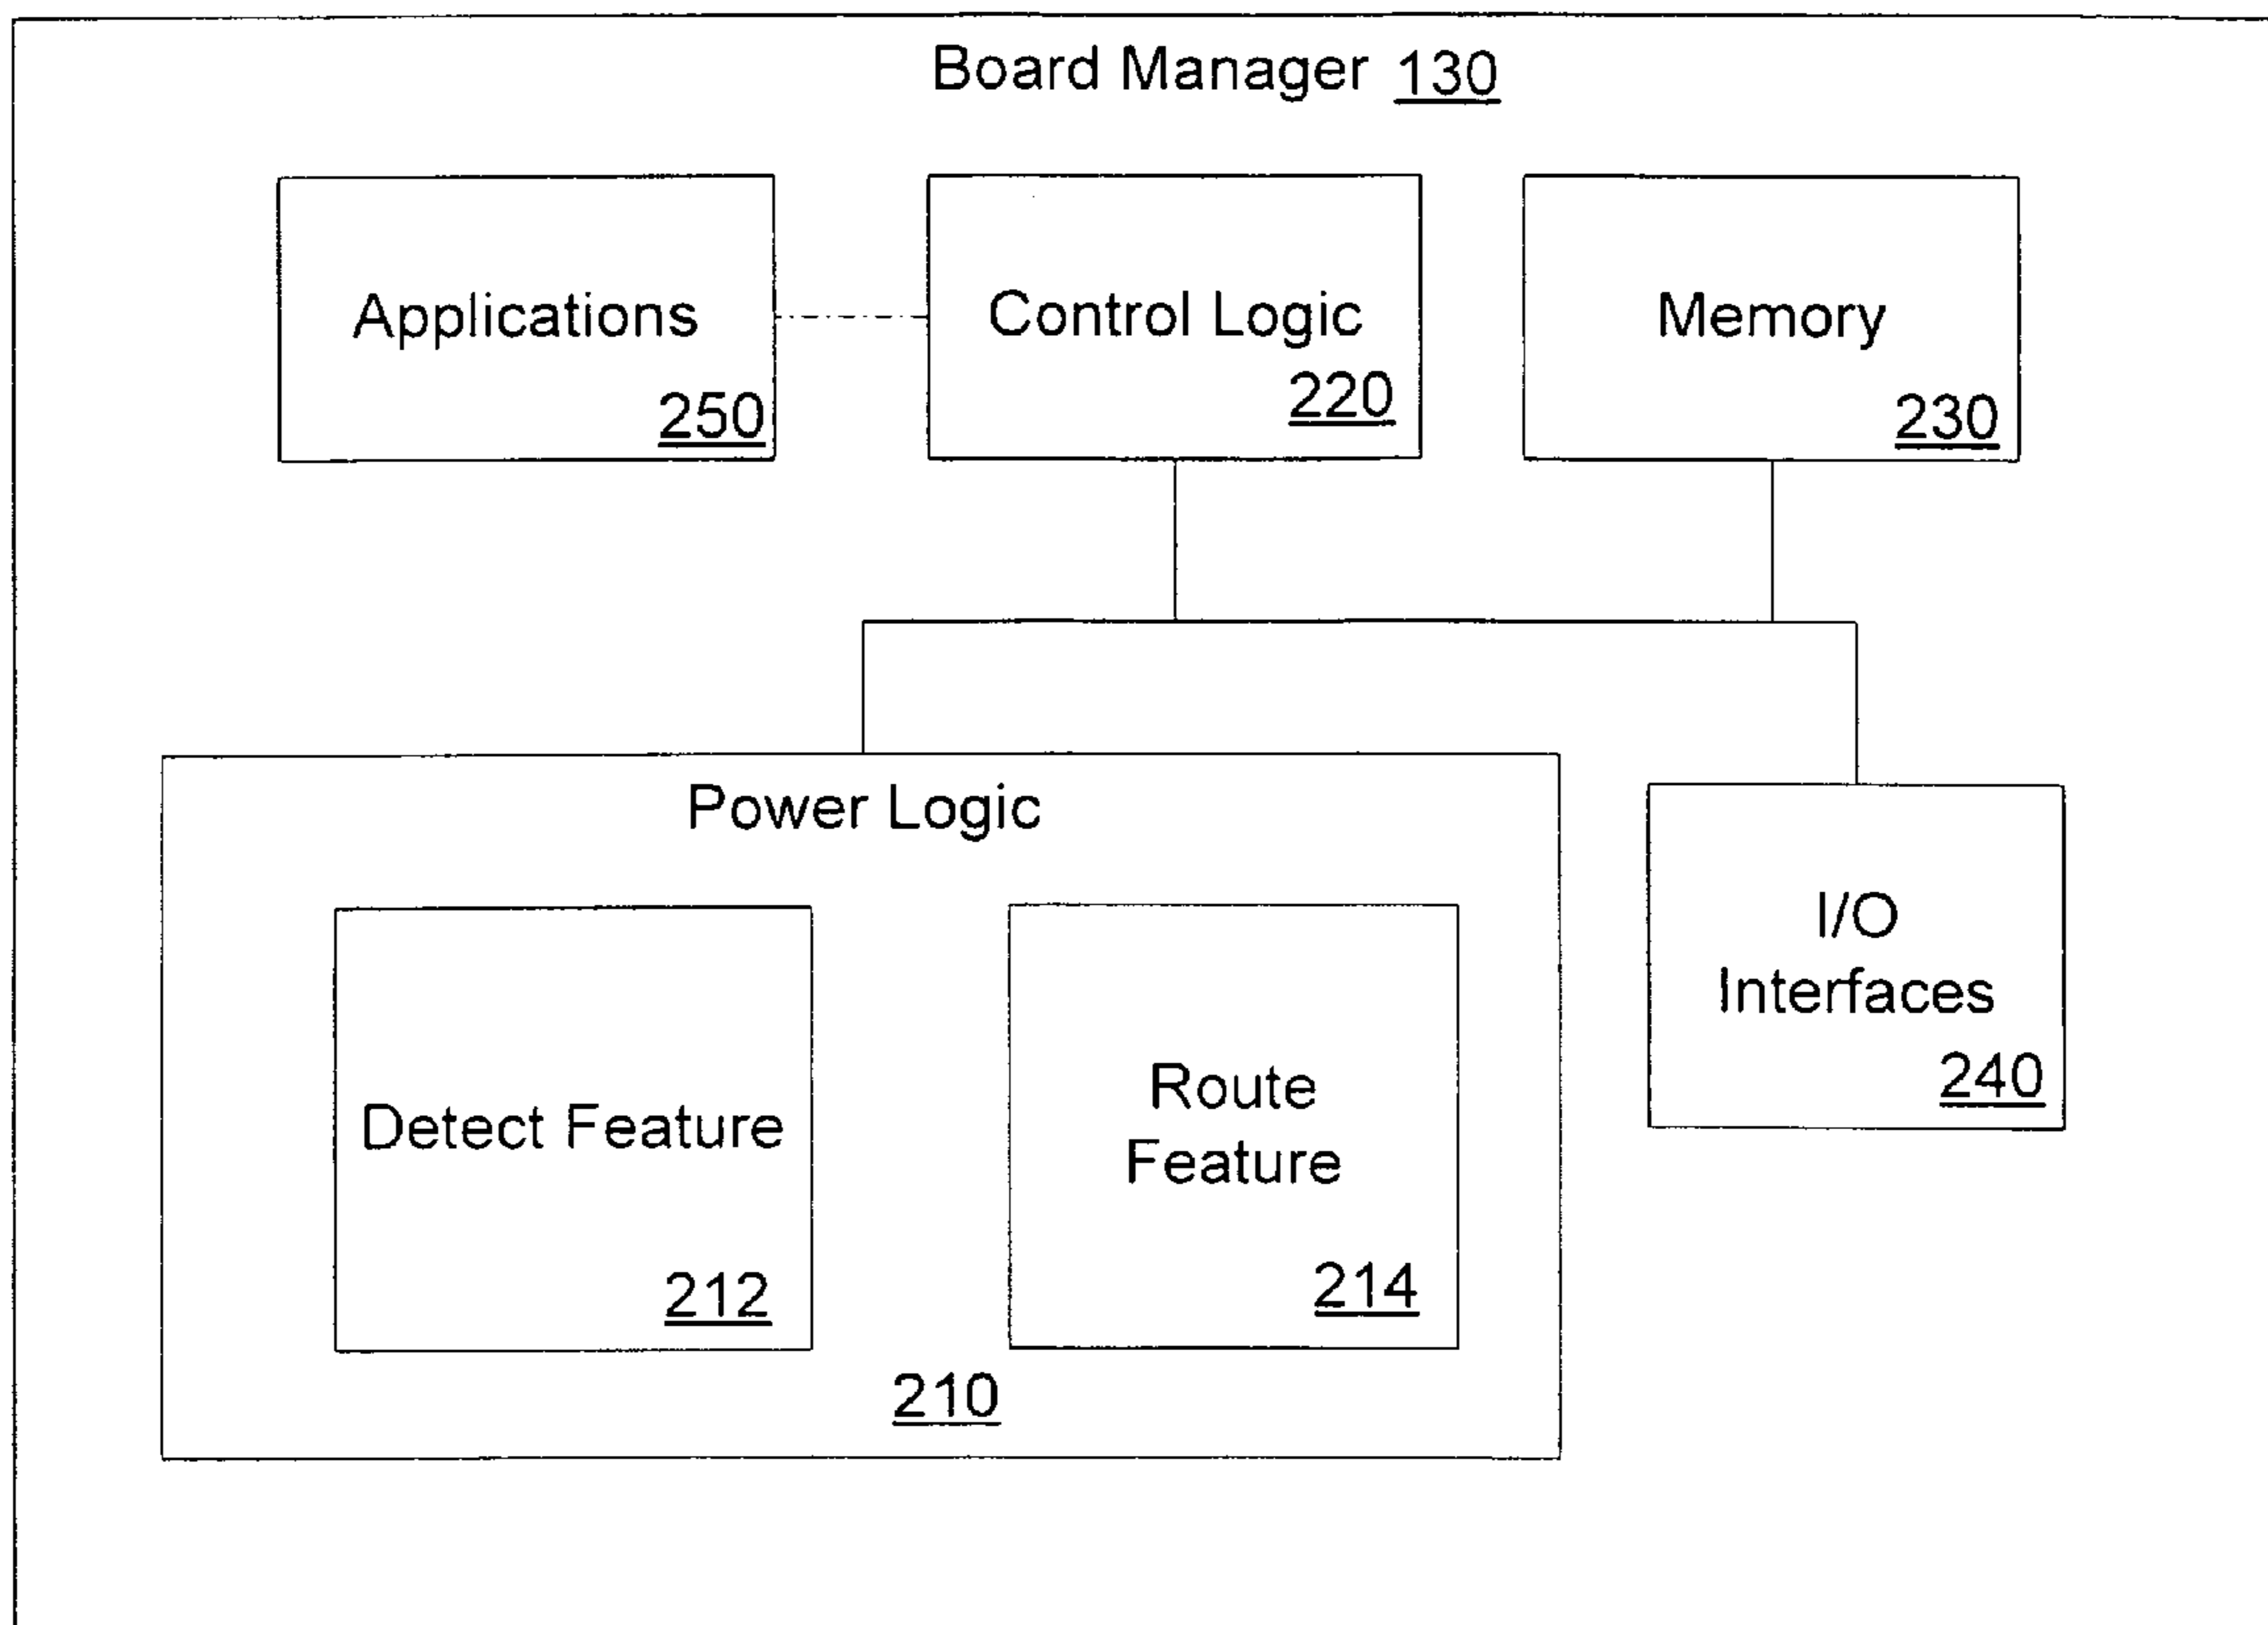 Board Manager 130
Applications
250
Control Logic
220
Memory
230
Power Logic
Detect Feature
212
Route
Feature
214
210
I/O
Interfaces
240